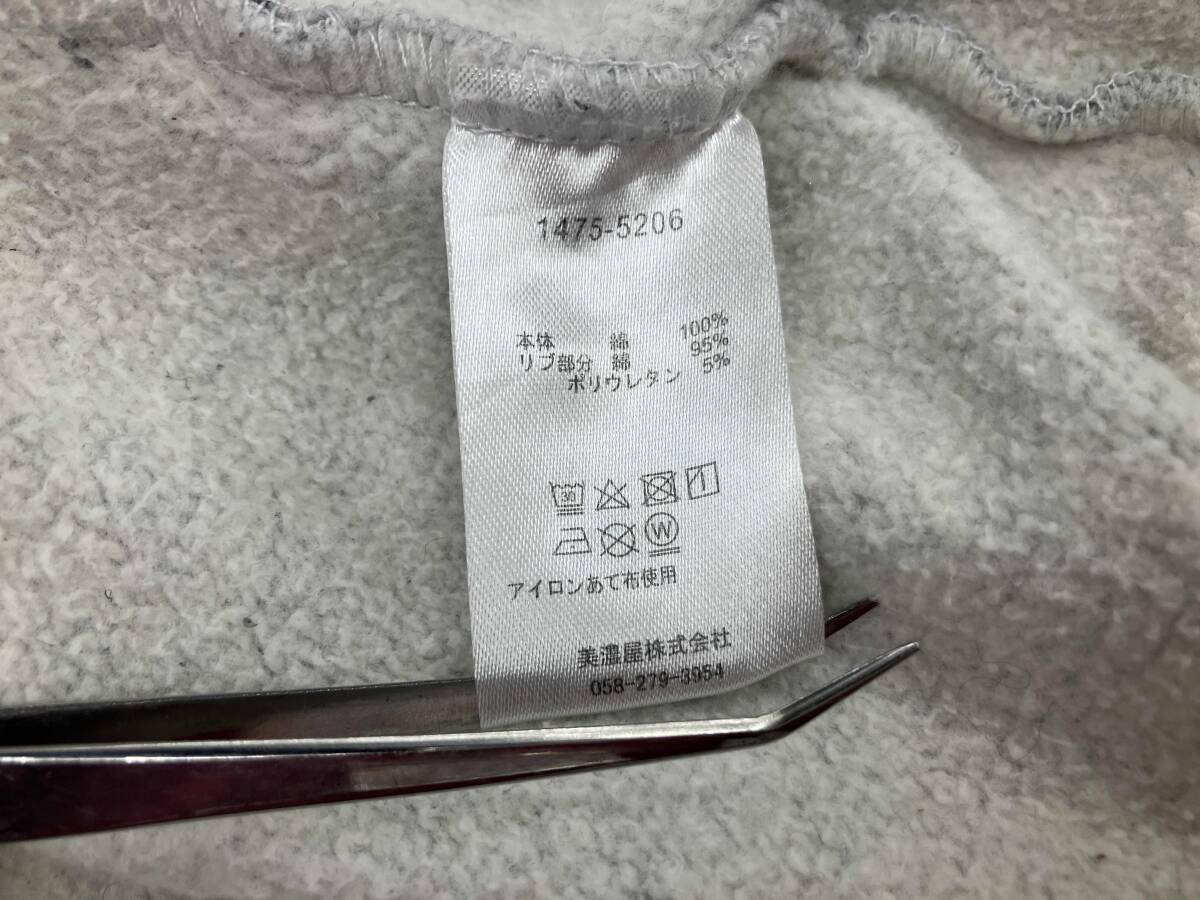 1475-5206
本体 綿 100%
リブ部分 綿 95%
ポリウレタン 5%
30
W
アイロンあて布使用
美濃屋株式会社
058-279-3954